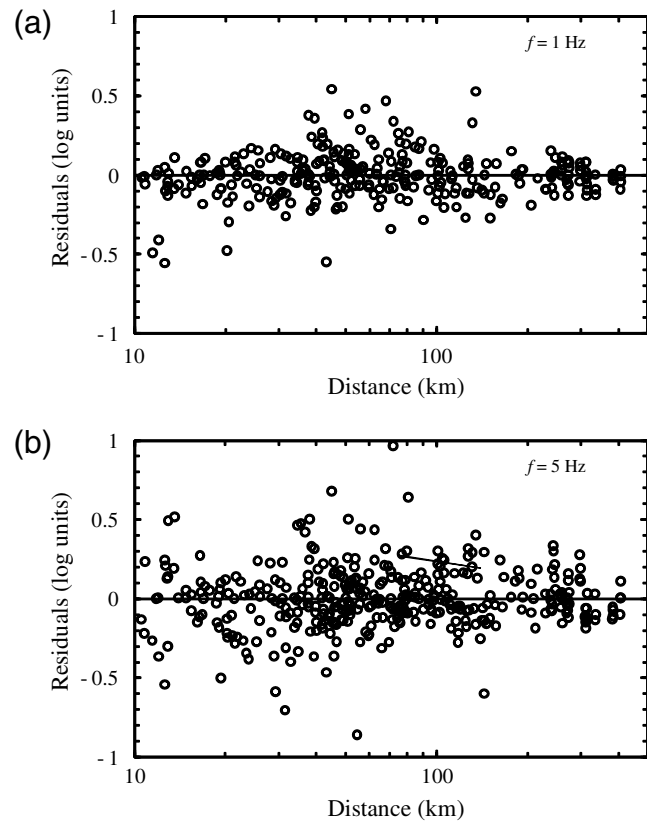 (a)
1
f = 1 Hz
0.5
Residuals (log units)
0
- 0.5
- 1
10
100
Distance (km)
(b)
1
f = 5 Hz
0.5
Residuals (log units)
0
- 0.5
- 1
10
100
Distance (km)